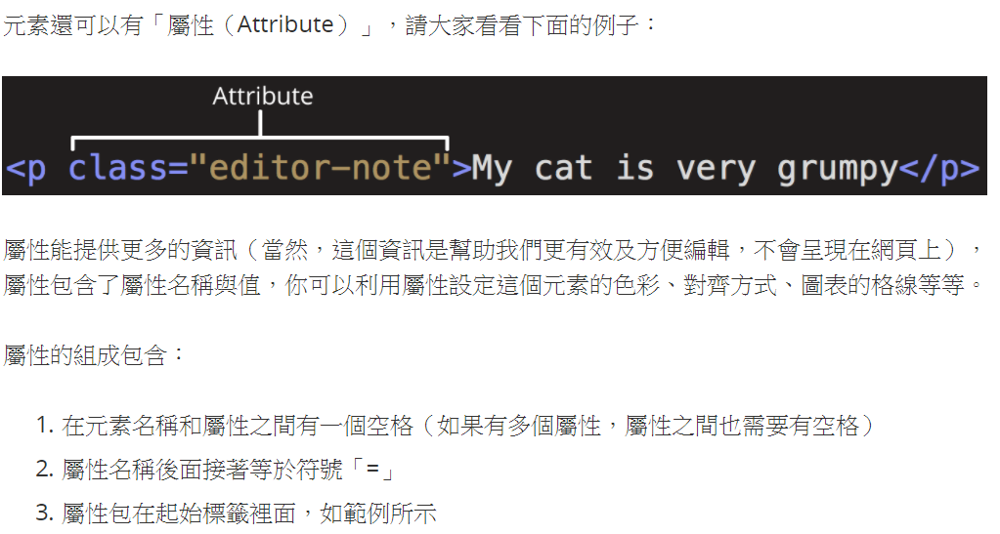 元素還可以有「屬性（Attribute）」，請大家看看下面的例子：
Attribute
<p class="editor-note">My cat is very grumpy</p>
屬性能提供更多的資訊（當然，這個資訊是幫助我們更有效及方便編輯，不會呈現在網頁上），
屬性包含了屬性名稱與值，你可以利用屬性設定這個元素的色彩、對齊方式、圖表的格線等等。
屬性的組成包含：
1. 在元素名稱和屬性之間有一個空格（如果有多個屬性，屬性之間也需要有空格）
2. 屬性名稱後面接著等於符號「=」
3. 屬性包在起始標籤裡面，如範例所示